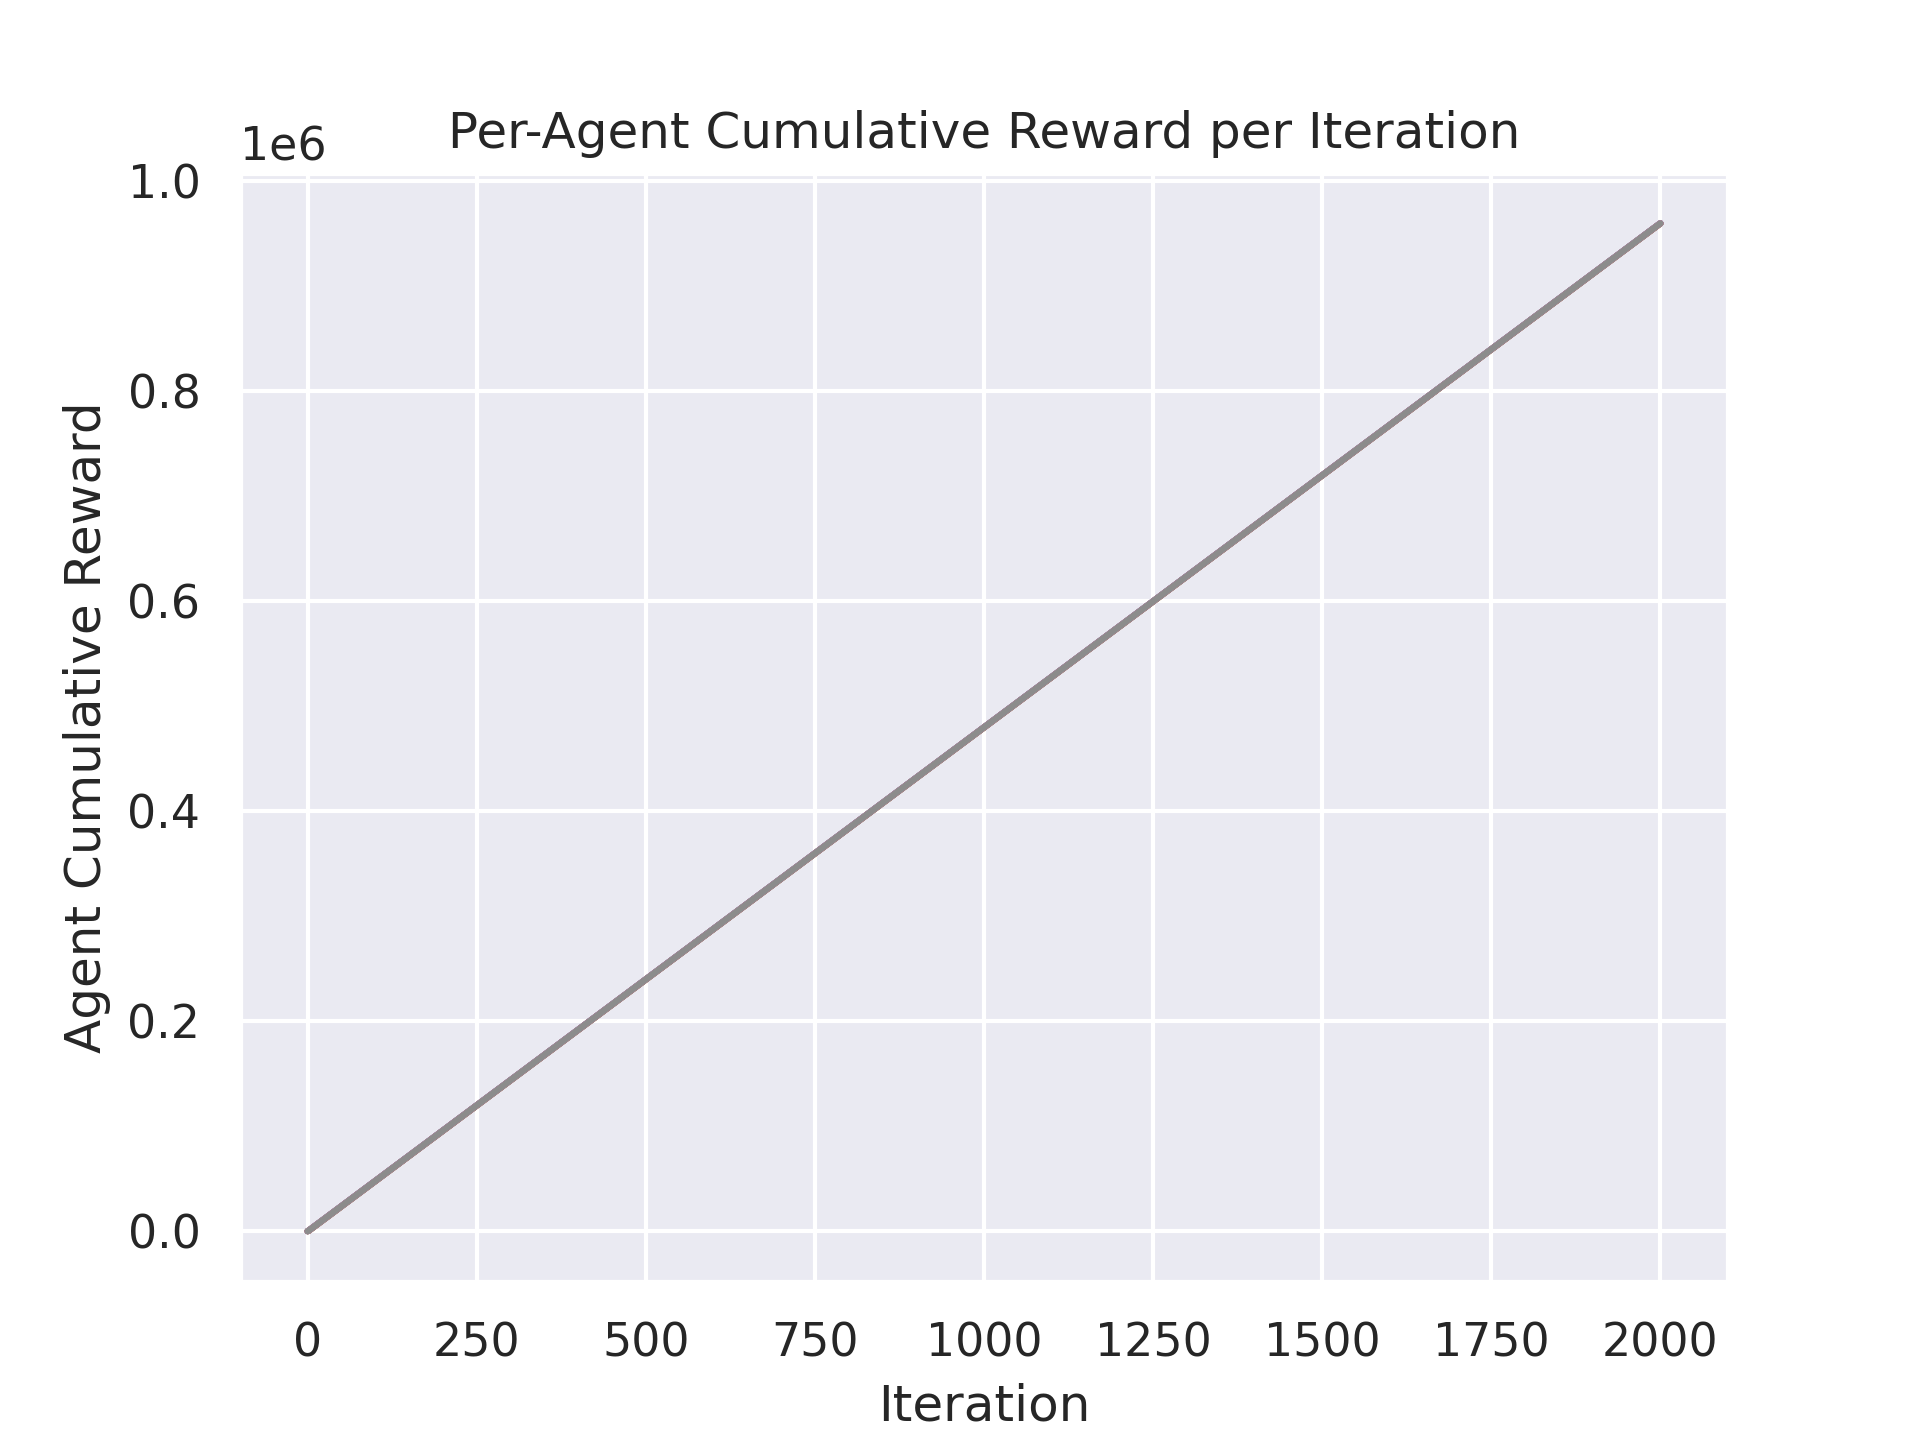 Per-Agent Cumulative Reward per Iteration
1e6
1.0
0.8
0.6
0.4
0.2
0.0
Agent Cumulative Reward
0 250 500 750 1000 1250 1500 1750 2000
Iteration